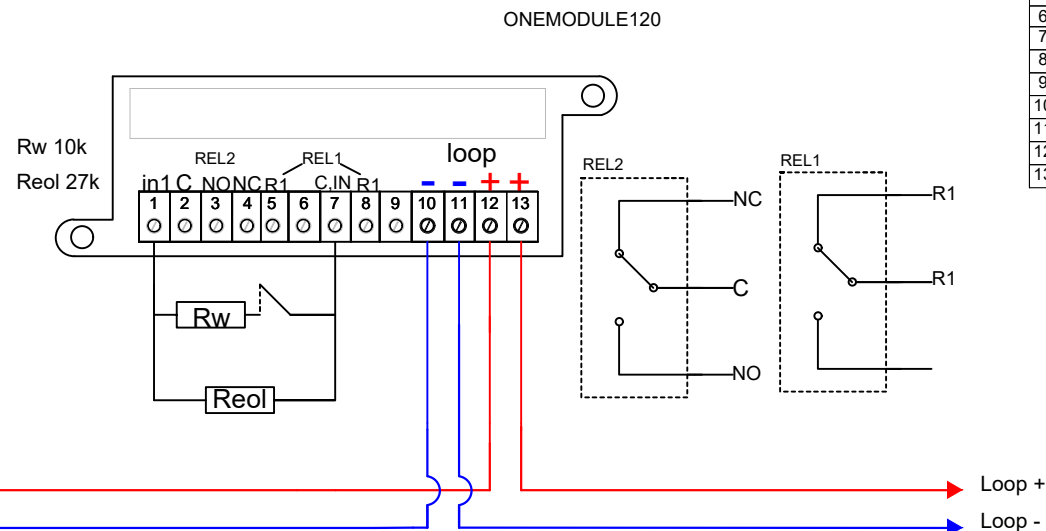 ONEMODULE120
6
7
8
9
10
11
12
13
Rw 10k
Reol 27k
REL2 REL1 loop
in1 C NO NC R1 C,IN R1 - - + +
1 2 3 4 5 6 7 8 9 10 11 12 13
Rw
Reol
REL2
NC
C
NO
REL1
R1
R1
Loop +
Loop -